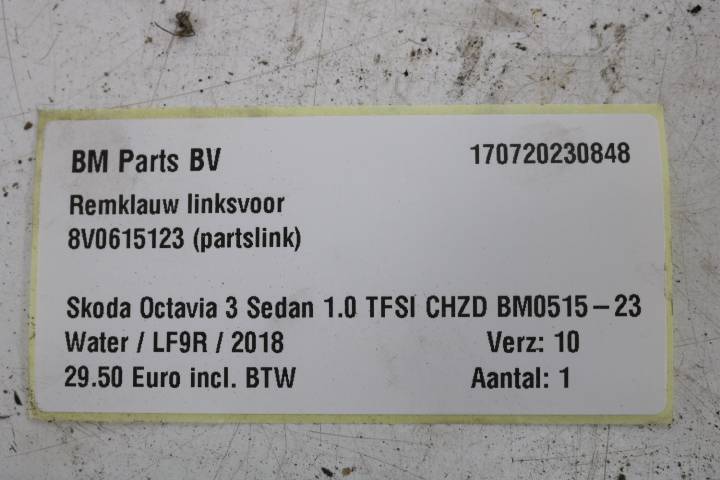 BM Parts BV 170720230848
Remklauw linksvoor
8V0615123 (partslink)
Skoda Octavia 3 Sedan 1.0 TFSI CHZD BM0515-23
Water / LF9R / 2018 Verz: 10
29.50 Euro incl. BTW Aantal: 1